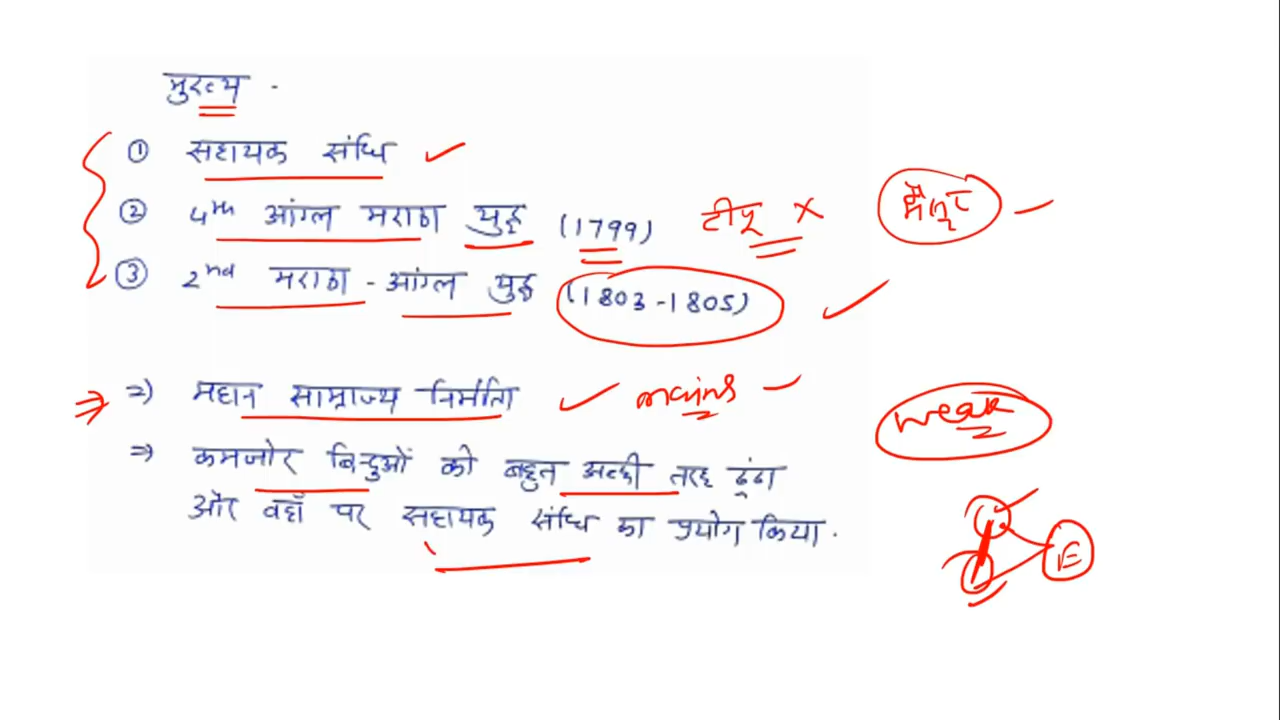 मुख्य -
① सहायक संधि ✓
② 4th आंग्ल मराठा युद्ध (1799) टीपू × मैसूर
③ 2nd मराठा - आंग्ल युद्ध (1803-1805) ✓
=) महान साम्राज्य निर्माता ✓ mains
=) कमजोर बिन्दुओं को बहुत अच्छी तरह ढूंढा weak
और वहाँ पर सहायक संधि का प्रयोग किया.
E